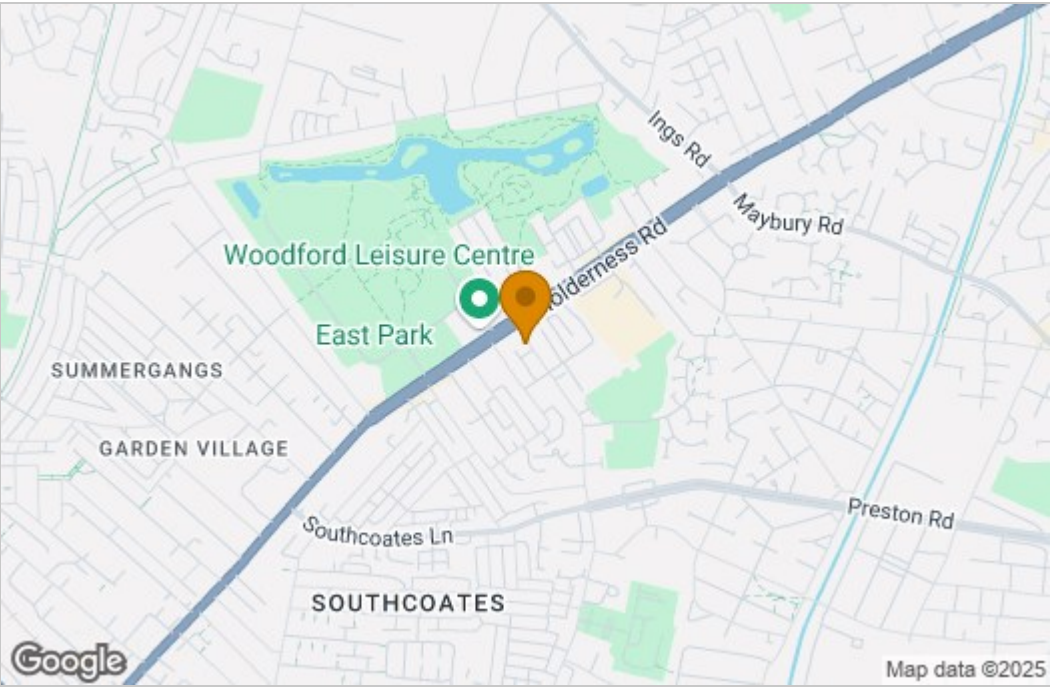 Ings Rd
Maybury Rd
Woodford Leisure Centre
Holderness Rd
East Park
SUMMERGANGS
GARDEN VILLAGE
Preston Rd
Southcoates Ln
SOUTHCOATES
Google
Map data ©2025